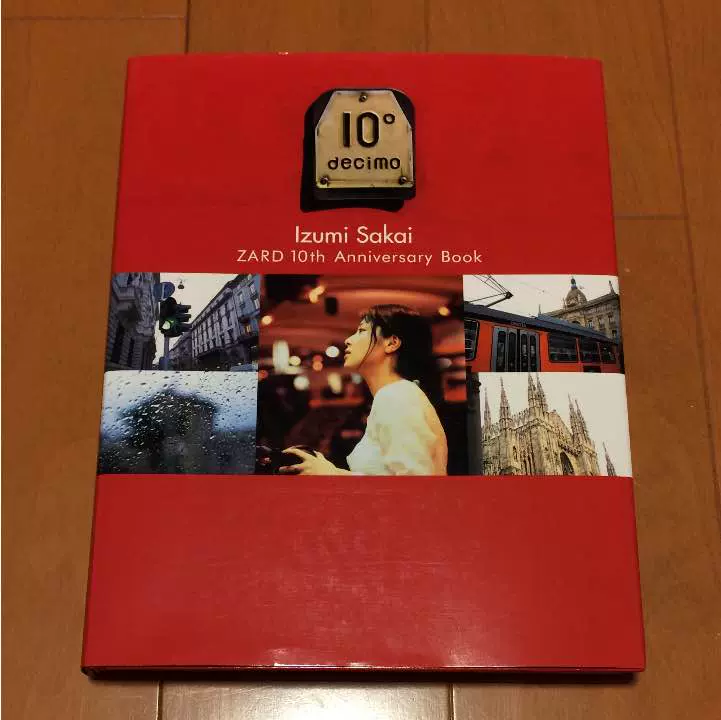 10°
decimo
Izumi Sakai
ZARD 10th Anniversary Book